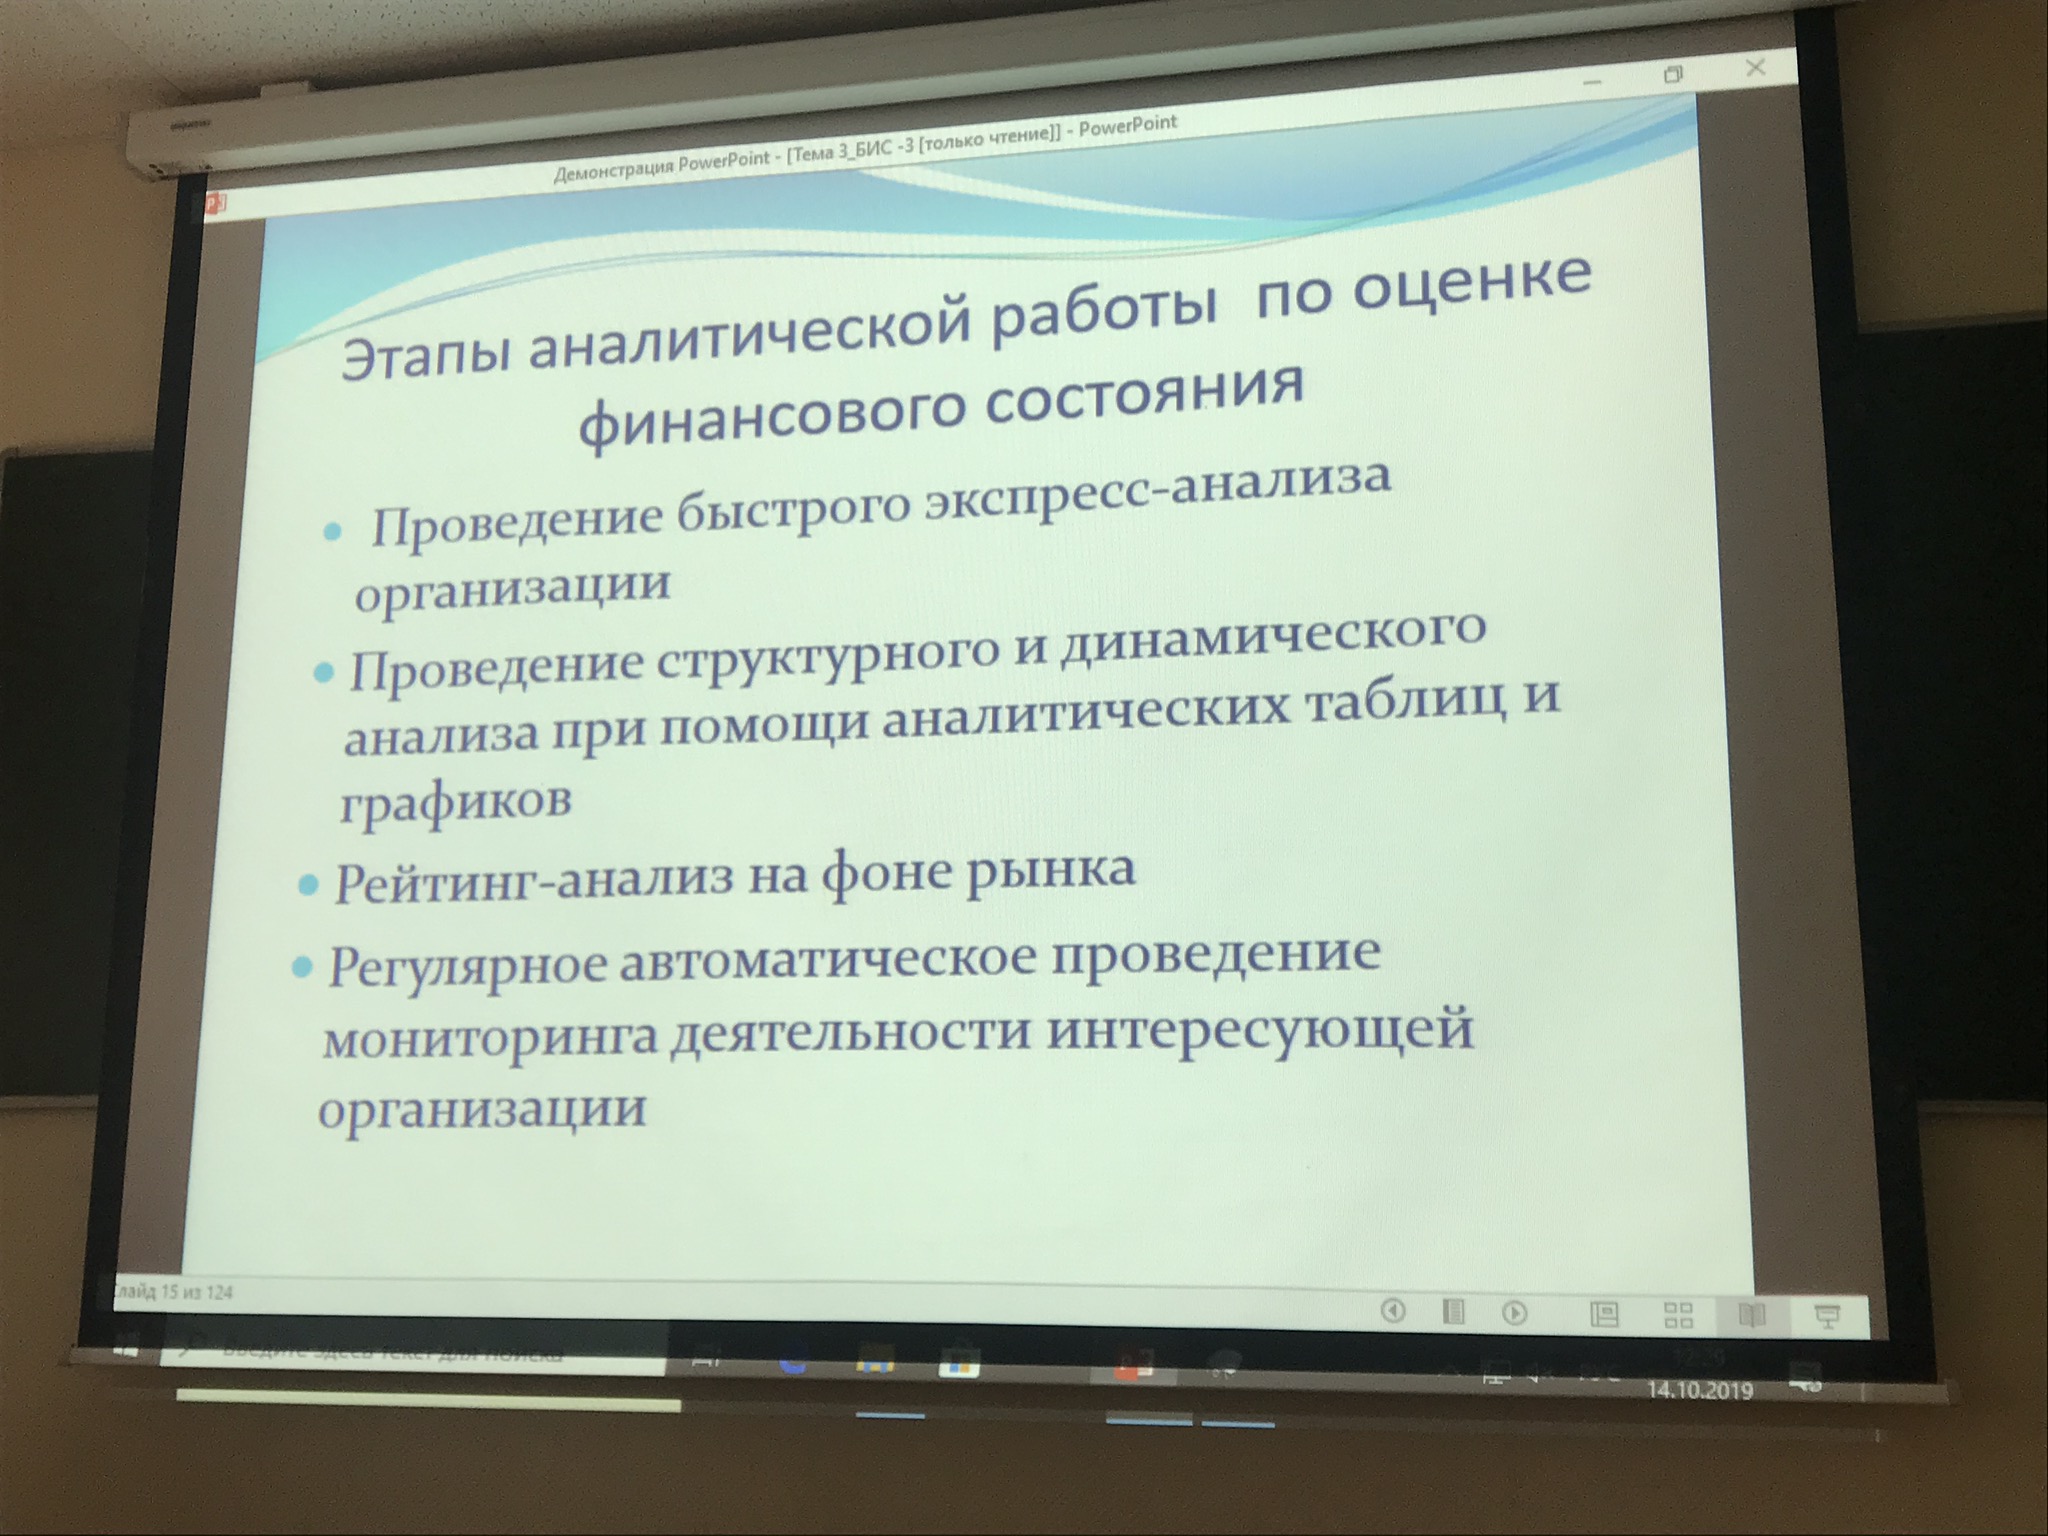 Демонстрация PowerPoint - [Тема 3_БИС -3 [только чтение]] - PowerPoint
Этапы аналитической работы по оценке
финансового состояния
• Проведение быстрого экспресс-анализа
организации
• Проведение структурного и динамического
анализа при помощи аналитических таблиц и
графиков
• Рейтинг-анализ на фоне рынка
• Регулярное автоматическое проведение
мониторинга деятельности интересующей
организации
лайд 15 из 124
Введите здесь текст для поиска
14.10.2019